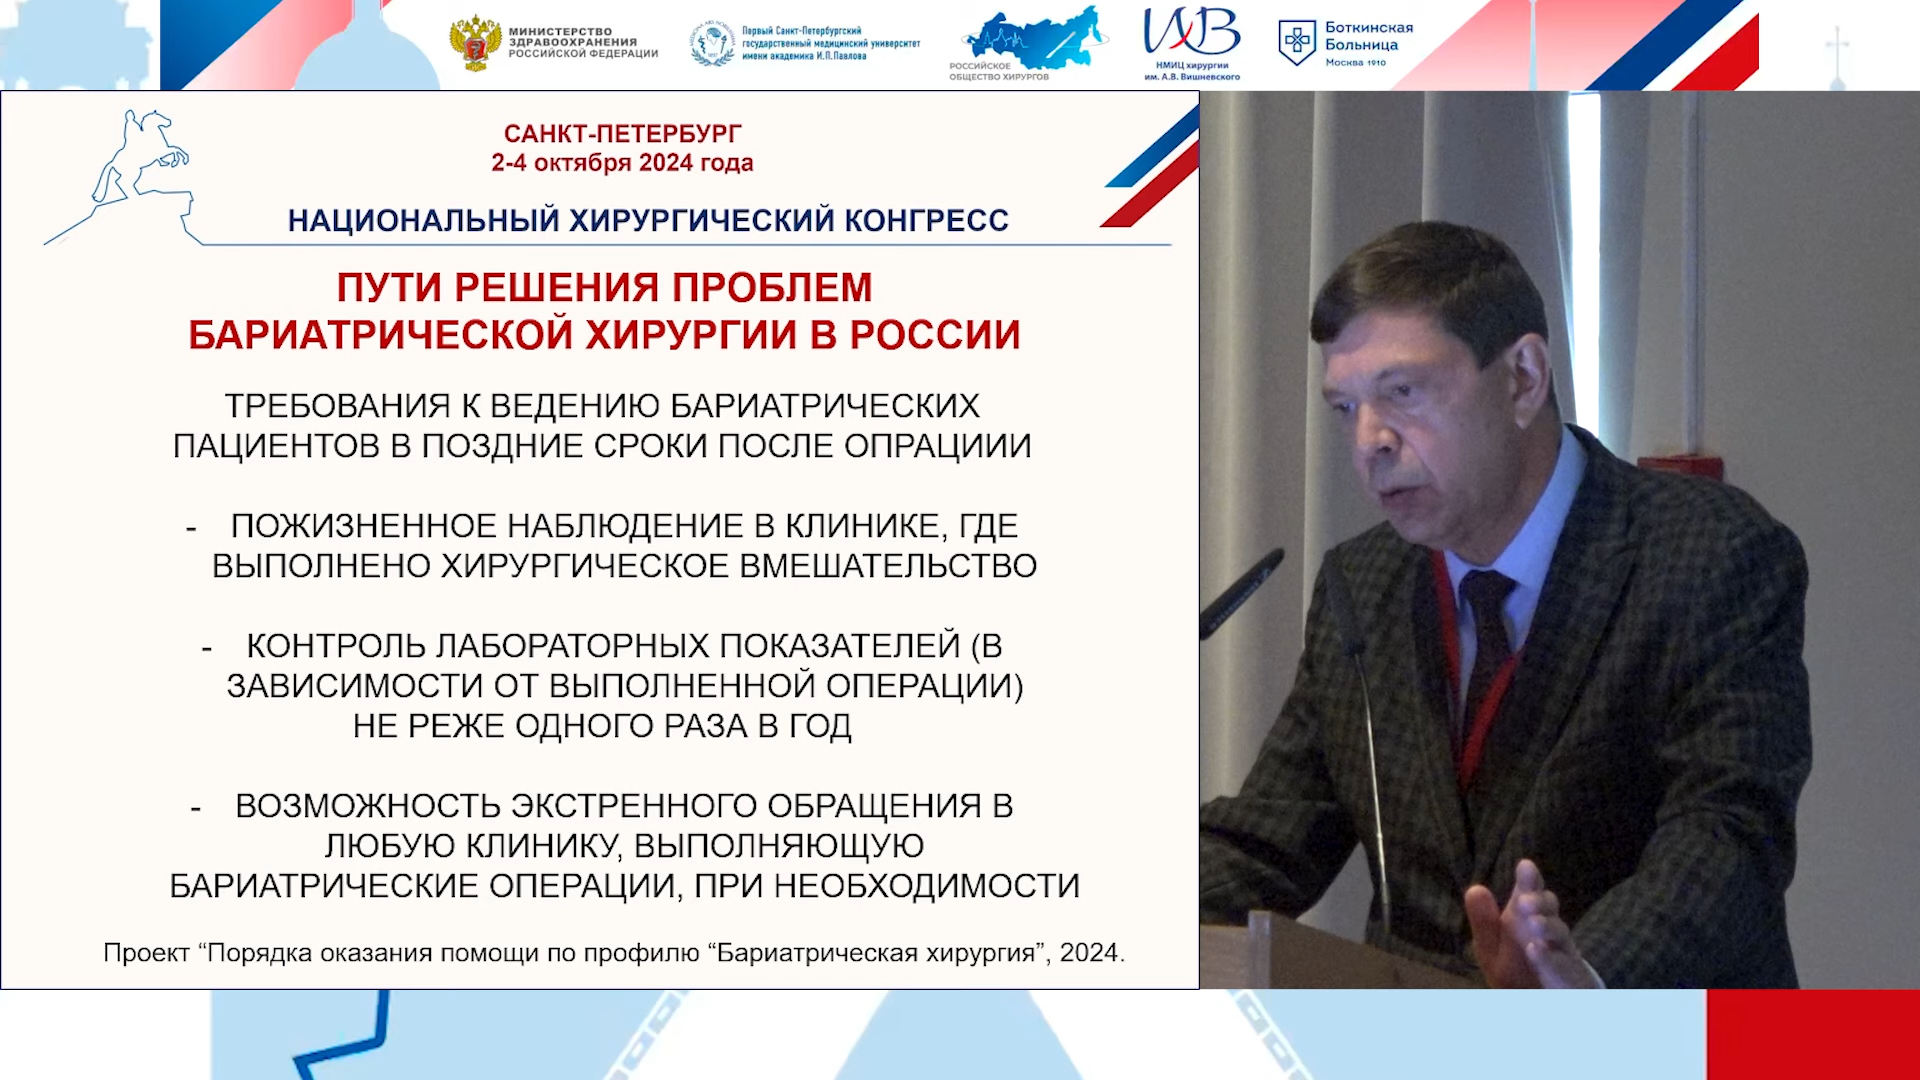 МИНИСТЕРСТВО
ЗДРАВООХРАНЕНИЯ
РОССИЙСКОЙ ФЕДЕРАЦИИ
Первый Санкт-Петербургский
государственный медицинский университет
имени академика И.П.Павлова
РОССИЙСКОЕ
ОБЩЕСТВО ХИРУРГОВ
ИВ
НМИЦ хирургии
им. А.В. Вишневского
Боткинская
Больница
Москва 1910
САНКТ-ПЕТЕРБУРГ
2-4 октября 2024 года
НАЦИОНАЛЬНЫЙ ХИРУРГИЧЕСКИЙ КОНГРЕСС
ПУТИ РЕШЕНИЯ ПРОБЛЕМ
БАРИАТРИЧЕСКОЙ ХИРУРГИИ В РОССИИ
ТРЕБОВАНИЯ К ВЕДЕНИЮ БАРИАТРИЧЕСКИХ
ПАЦИЕНТОВ В ПОЗДНИЕ СРОКИ ПОСЛЕ ОПРАЦИИИ
- ПОЖИЗНЕННОЕ НАБЛЮДЕНИЕ В КЛИНИКЕ, ГДЕ
ВЫПОЛНЕНО ХИРУРГИЧЕСКОЕ ВМЕШАТЕЛЬСТВО
- КОНТРОЛЬ ЛАБОРАТОРНЫХ ПОКАЗАТЕЛЕЙ (В
ЗАВИСИМОСТИ ОТ ВЫПОЛНЕННОЙ ОПЕРАЦИИ)
НЕ РЕЖЕ ОДНОГО РАЗА В ГОД
- ВОЗМОЖНОСТЬ ЭКСТРЕННОГО ОБРАЩЕНИЯ В
ЛЮБУЮ КЛИНИКУ, ВЫПОЛНЯЮЩУЮ
БАРИАТРИЧЕСКИЕ ОПЕРАЦИИ, ПРИ НЕОБХОДИМОСТИ
Проект “Порядка оказания помощи по профилю “Бариатрическая хирургия”, 2024.